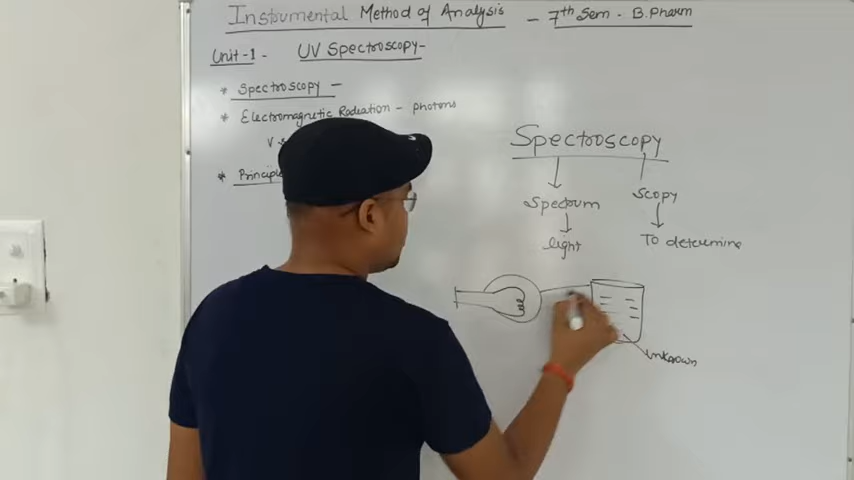 Instrumental Method of Analysis - 7th Sem - B.Pharm
Unit-1 - UV Spectroscopy-
* Spectroscopy -
* Electromagnetic Radiation - photons
V
* Principle
Spectroscopy
Spectrum
Scopy
light
To determine
Unknown